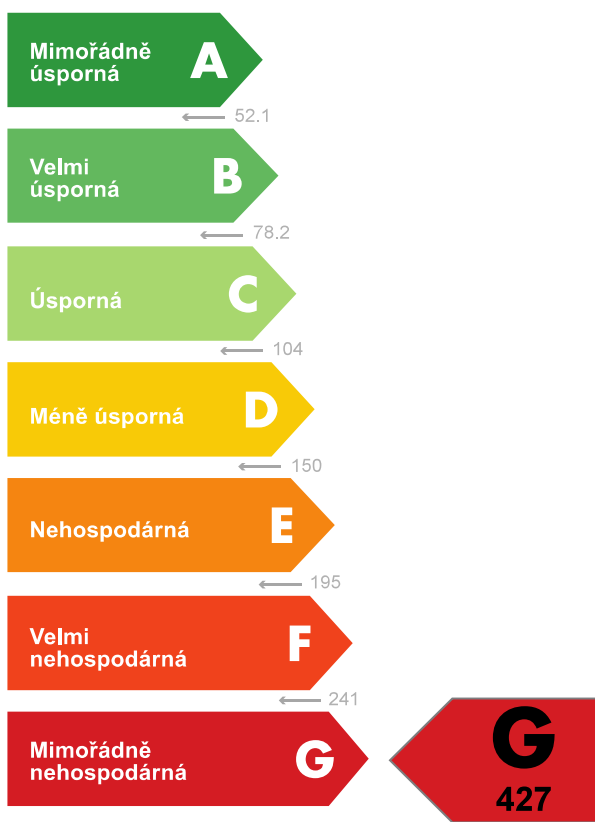 Mimořádně
úsporná
A
52.1
Velmi
úsporná
B
78.2
Úsporná
C
104
Méně úsporná
D
150
Nehospodárná
E
195
Velmi
nehospodárná
F
241
Mimořádně
nehospodárná
G
G
427